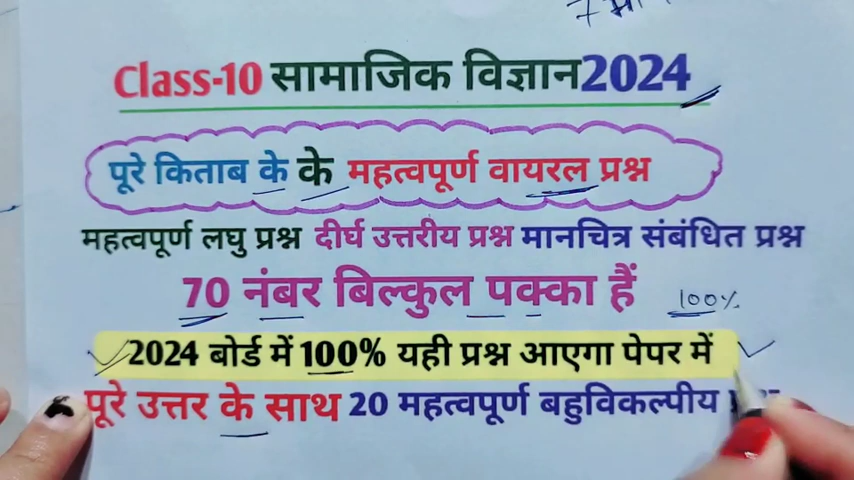 Class-10 सामाजिक विज्ञान 2024
पूरे किताब के के महत्वपूर्ण वायरल प्रश्न
महत्वपूर्ण लघु प्रश्न दीर्घ उत्तरीय प्रश्न मानचित्र संबंधित प्रश्न
70 नंबर बिल्कुल पक्का हैं 100%
2024 बोर्ड में 100% यही प्रश्न आएगा पेपर में
पूरे उत्तर के साथ 20 महत्वपूर्ण बहुविकल्पीय